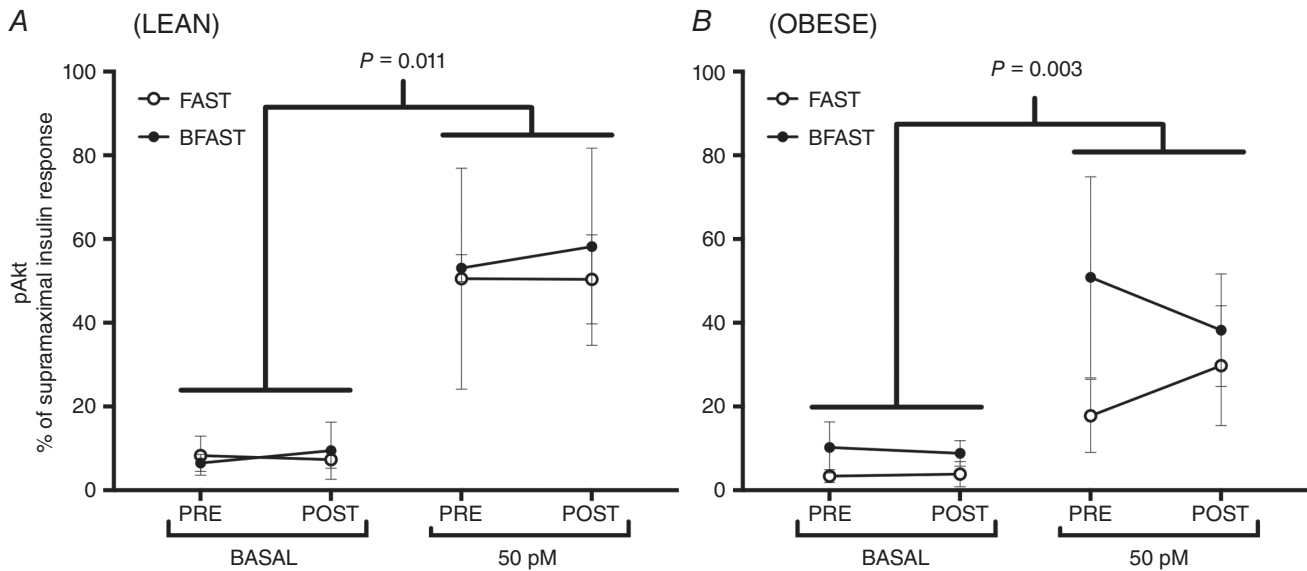 A (LEAN)
P = 0.011
100
80
60
40
20
0
FAST
BFAST
pAkt
% of supramaximal insulin response
PRE POST PRE POST
BASAL 50 pM
B (OBESE)
P = 0.003
100
80
60
40
20
0
FAST
BFAST
PRE POST PRE POST
BASAL 50 pM